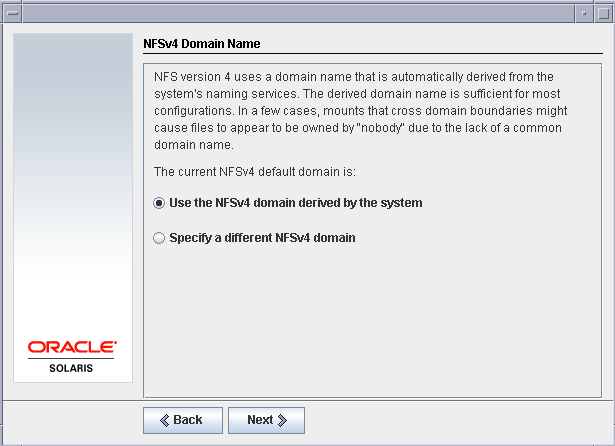 NFSv4 Domain Name
NFS version 4 uses a domain name that is automatically derived from the
system's naming services. The derived domain name is sufficient for most
configurations. In a few cases, mounts that cross domain boundaries might
cause files to appear to be owned by "nobody" due to the lack of a common
domain name.
The current NFSv4 default domain is:
Use the NFSv4 domain derived by the system
Specify a different NFSv4 domain
ORACLE
SOLARIS
Back
Next